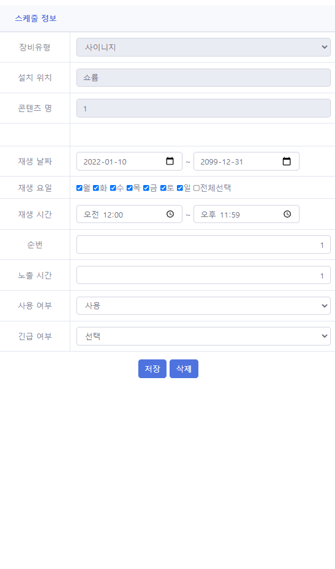 스케줄 정보
장비유형 사이니지
설치 위치 쇼룸
콘텐츠 명 1
재생 날짜 2022-01-10 ~ 2099-12-31
재생 요일 월 화 수 목 금 토 일 전체선택
재생 시간 오전 12:00 ~ 오후 11:59
순번 1
노출 시간 1
사용 여부 사용
긴급 여부 선택
저장 삭제